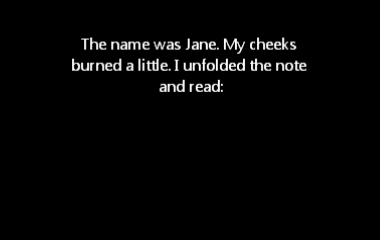 The name was Jane. My cheeks
burned a little. I unfolded the note
and read: